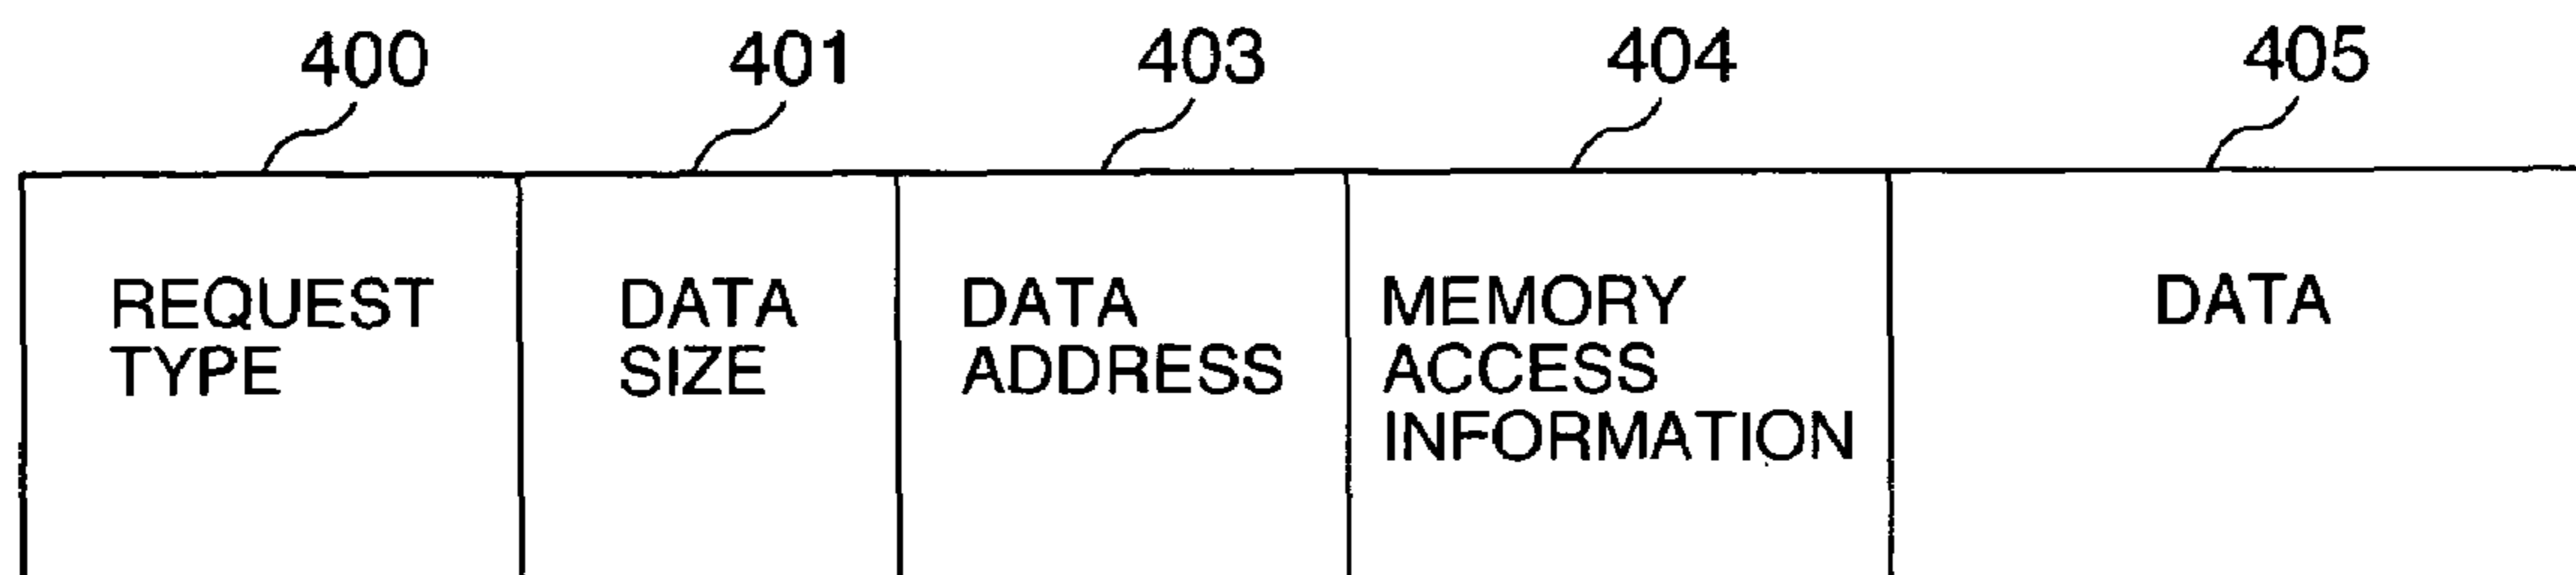 400 401 403 404 405
REQUEST TYPE
DATA SIZE
DATA ADDRESS
MEMORY ACCESS INFORMATION
DATA